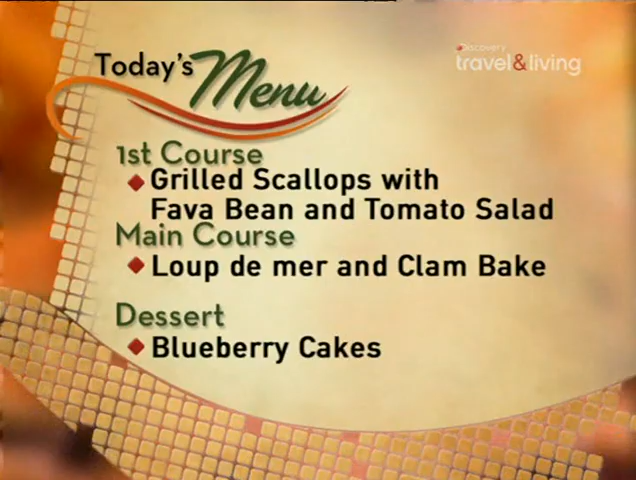 Today's Menu
Discovery
travel&living
1st Course
Grilled Scallops with
Fava Bean and Tomato Salad
Main Course
Loup de mer and Clam Bake
Dessert
Blueberry Cakes